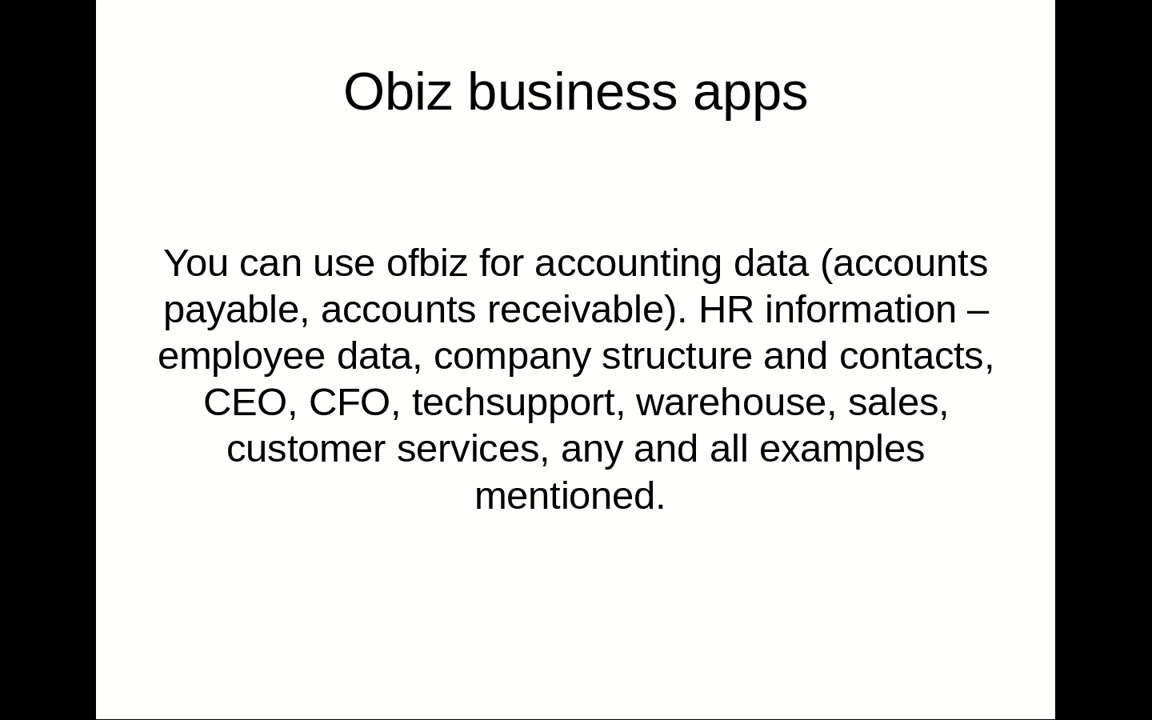 Obiz business apps
You can use ofbiz for accounting data (accounts
payable, accounts receivable). HR information –
employee data, company structure and contacts,
CEO, CFO, techsupport, warehouse, sales,
customer services, any and all examples
mentioned.